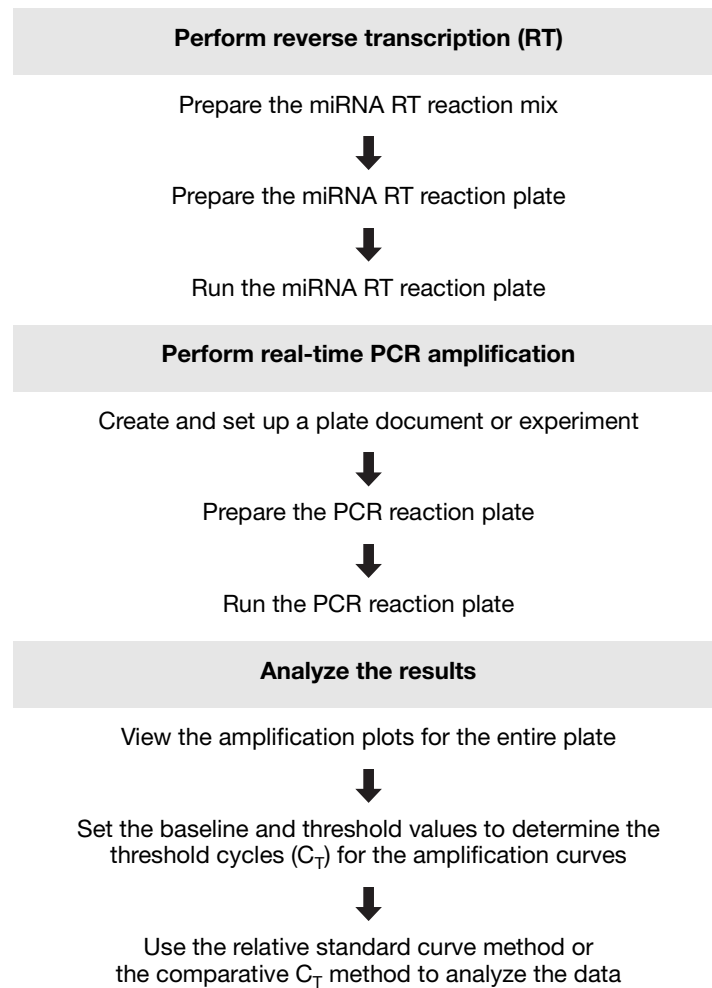 Perform reverse transcription (RT)
Prepare the miRNA RT reaction mix
Prepare the miRNA RT reaction plate
Run the miRNA RT reaction plate
Perform real-time PCR amplification
Create and set up a plate document or experiment
Prepare the PCR reaction plate
Run the PCR reaction plate
Analyze the results
View the amplification plots for the entire plate
Set the baseline and threshold values to determine the
threshold cycles (CT) for the amplification curves
Use the relative standard curve method or
the comparative CT method to analyze the data